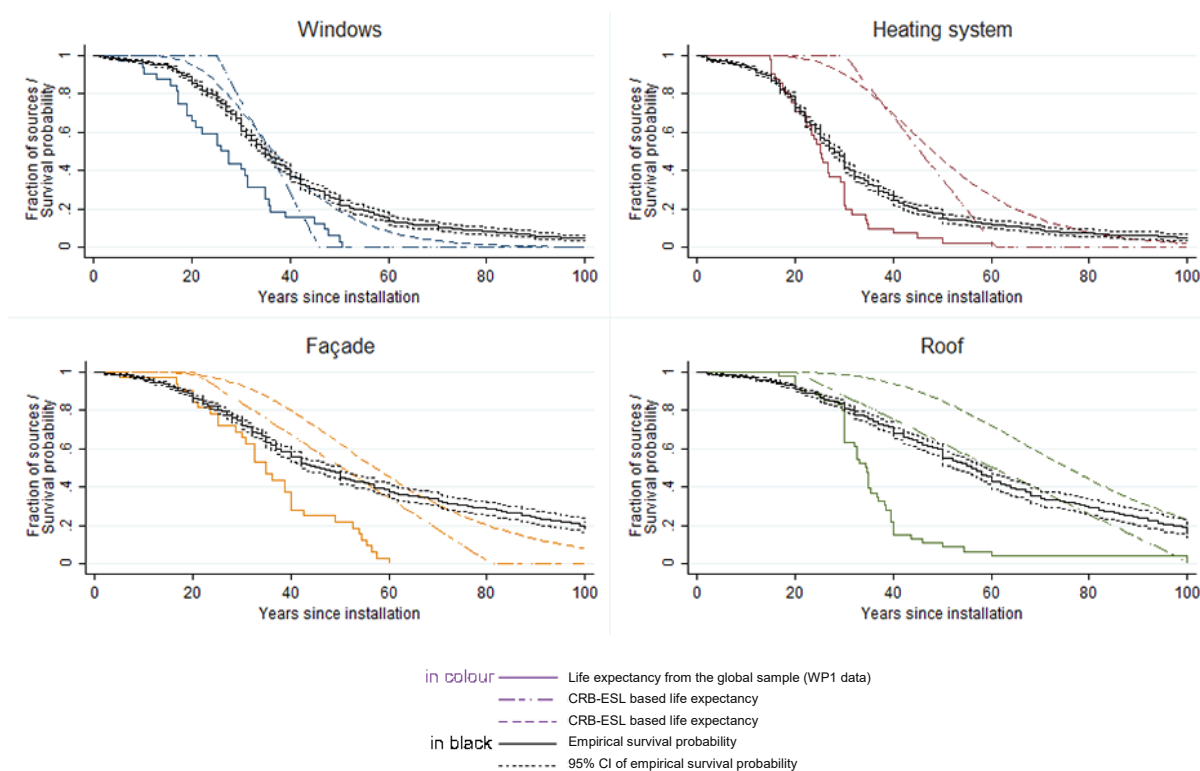 Windows
Fraction of sources /
Survival probability
0 .2 .4 .6 .8 1
0 20 40 60 80 100
Years since installation
Heating system
Fraction of sources /
Survival probability
0 .2 .4 .6 .8 1
0 20 40 60 80 100
Years since installation
Façade
Fraction of sources /
Survival probability
0 .2 .4 .6 .8 1
0 20 40 60 80 100
Years since installation
Roof
Fraction of sources /
Survival probability
0 .2 .4 .6 .8 1
0 20 40 60 80 100
Years since installation
in colour Life expectancy from the global sample (WP1 data)
CRB-ESL based life expectancy
CRB-ESL based life expectancy
in black Empirical survival probability
95% CI of empirical survival probability